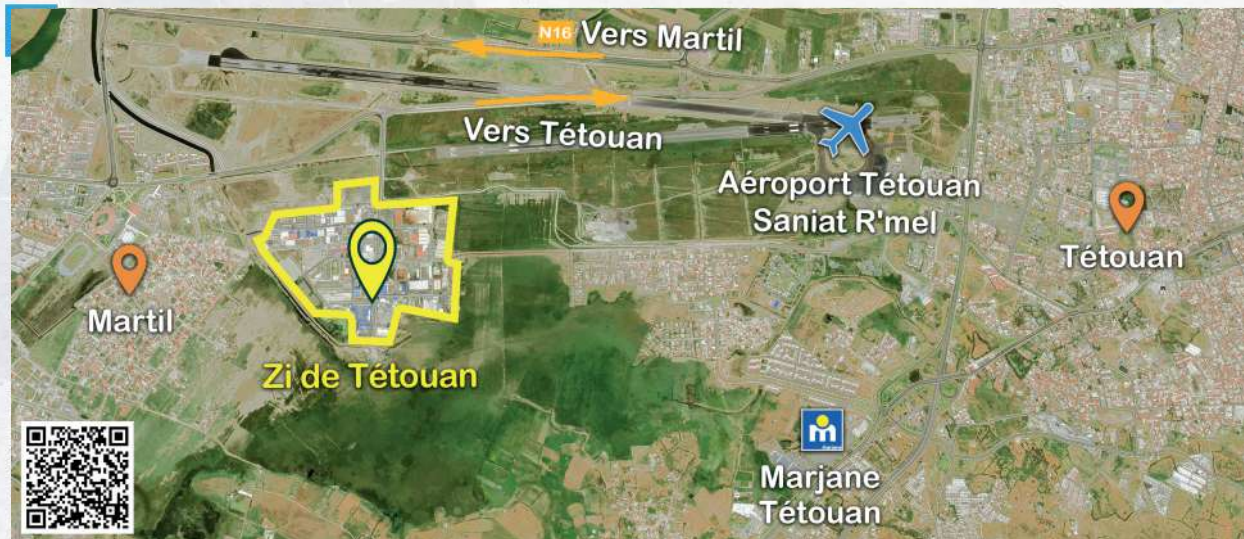 N16 Vers Martil
Vers Tétouan
Aéroport Tétouan
Saniat R'mel
Tétouan
Martil
Zi de Tétouan
m
Marjane
Tétouan